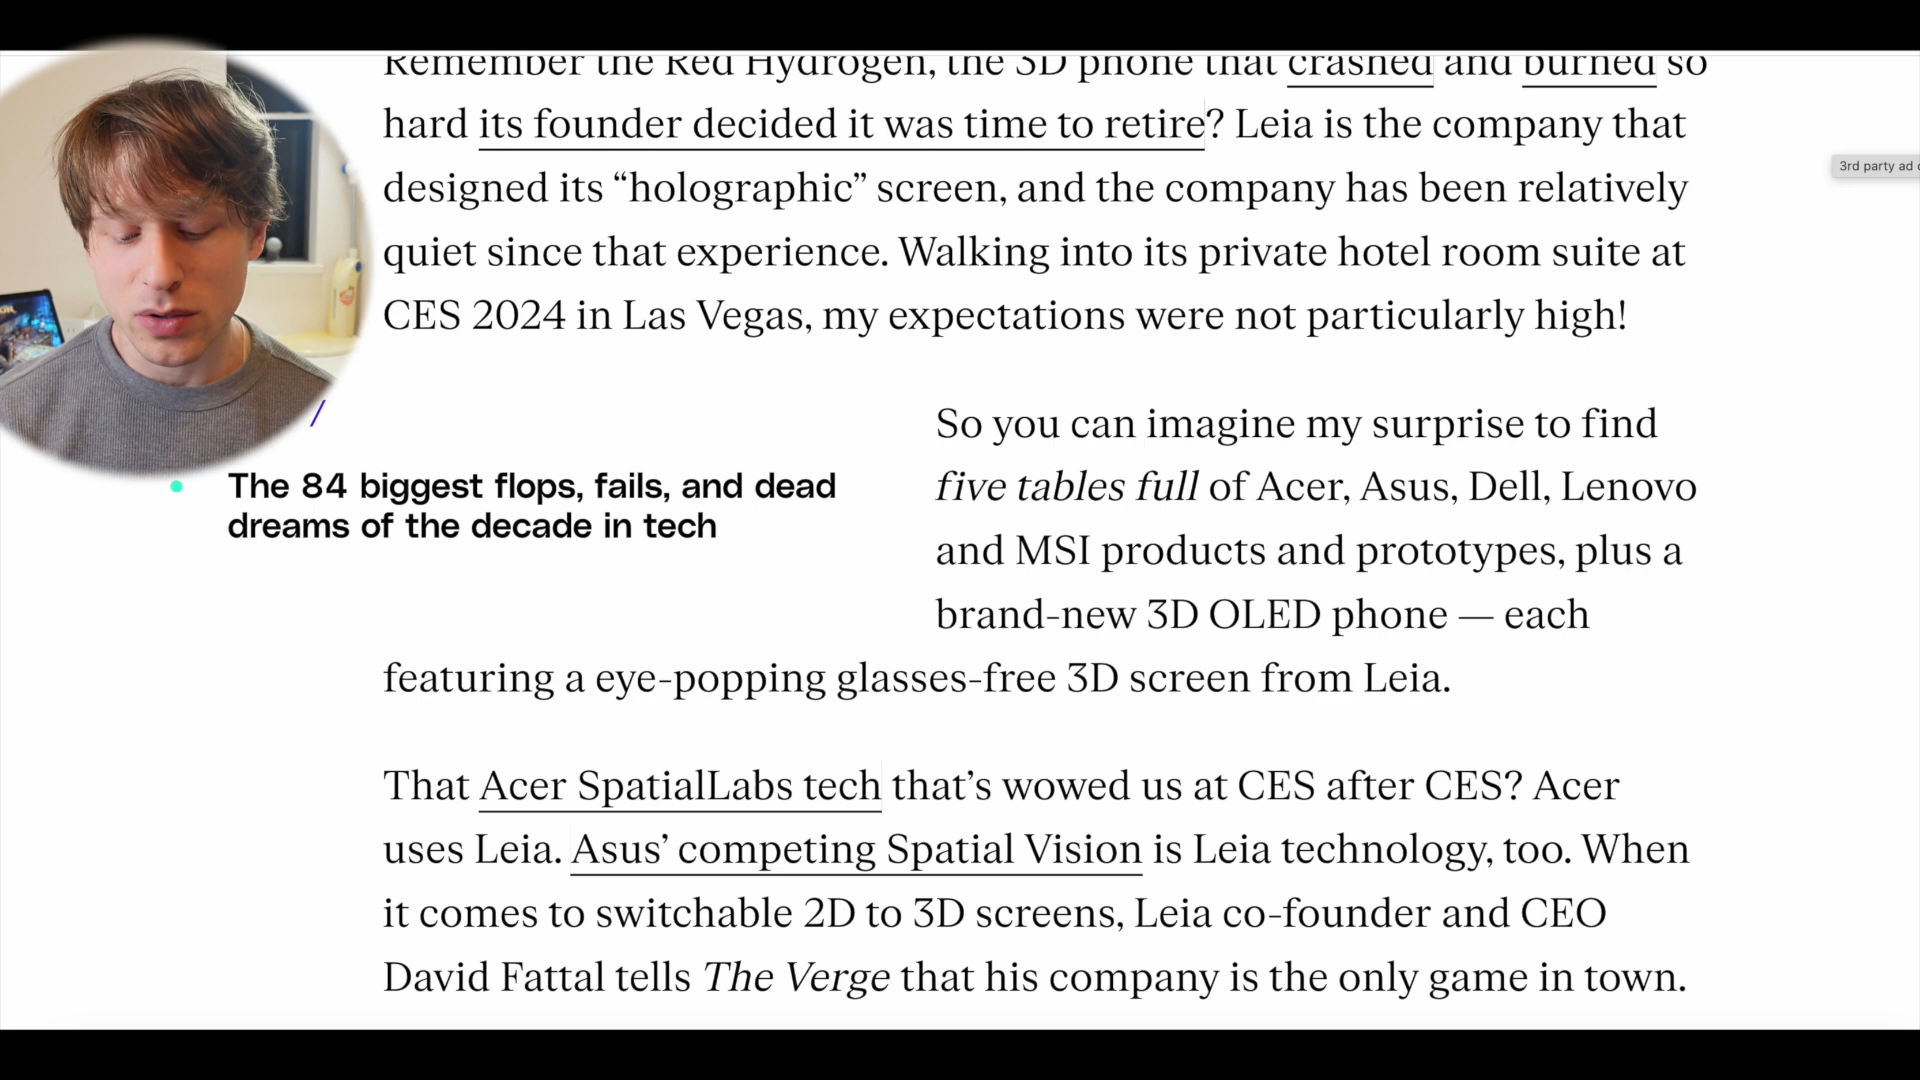 Remember the Red Hydrogen, the 3D phone that crashed and burned so
hard its founder decided it was time to retire? Leia is the company that
designed its “holographic” screen, and the company has been relatively
quiet since that experience. Walking into its private hotel room suite at
CES 2024 in Las Vegas, my expectations were not particularly high!
3rd party ad
/
The 84 biggest flops, fails, and dead
dreams of the decade in tech
So you can imagine my surprise to find
five tables full of Acer, Asus, Dell, Lenovo
and MSI products and prototypes, plus a
brand-new 3D OLED phone — each
featuring a eye-popping glasses-free 3D screen from Leia.
That Acer SpatialLabs tech that’s wowed us at CES after CES? Acer
uses Leia. Asus’ competing Spatial Vision is Leia technology, too. When
it comes to switchable 2D to 3D screens, Leia co-founder and CEO
David Fattal tells The Verge that his company is the only game in town.